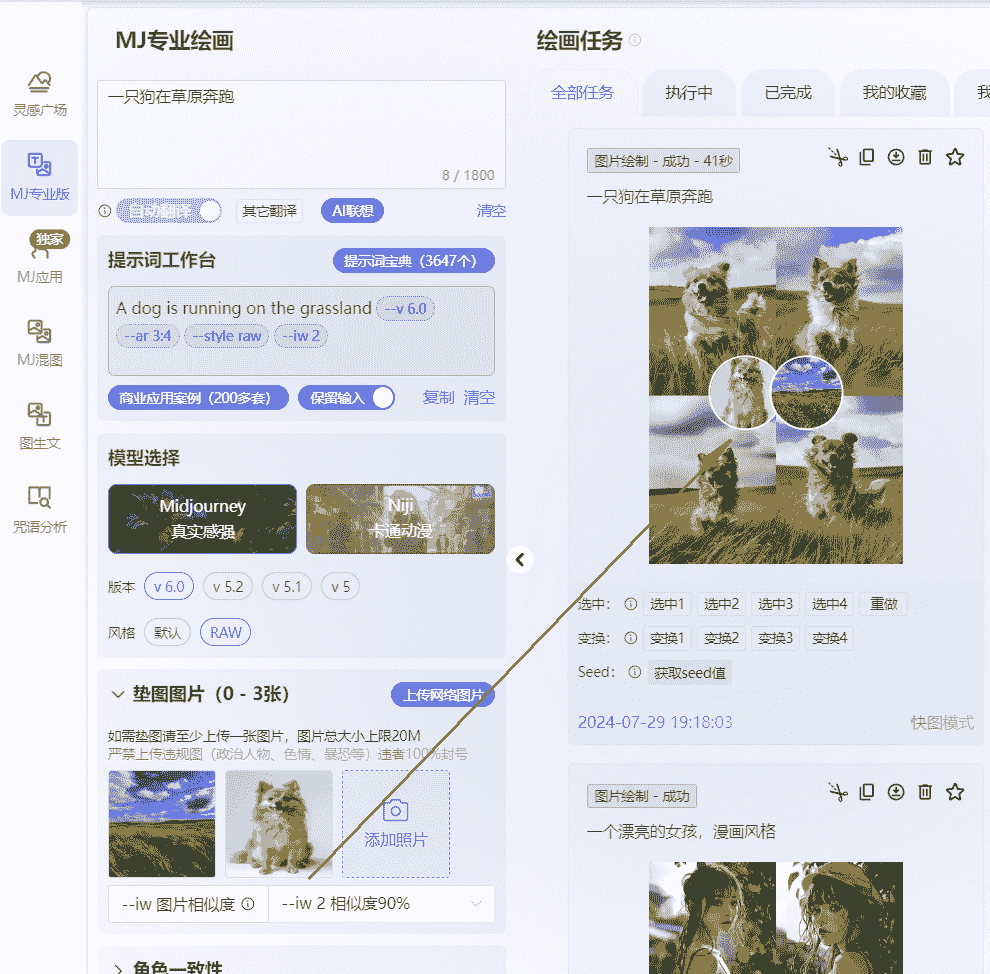 MJ专业绘画
绘画任务
灵感广场
MJ专业版
独家
MJ应用
MJ混图
图生文
咒语分析
一只狗在草原奔跑
8 / 1800
自动翻译
其它翻译
AI联想
清空
提示词工作台
提示词宝典（3647个）
A dog is running on the grassland --v 6.0
--ar 3:4 --style raw --iw 2
商业应用案例（200多套）
保留输入
复制 清空
模型选择
Midjourney
真实感强
Niji
卡通动漫
版本 v 6.0 v 5.2 v 5.1 v 5
风格 默认 RAW
垫图图片（0 - 3张）
上传网络图片
如需垫图请至少上传一张图片，图片总大小上限20M
严禁上传违规图（政治人物、色情、暴恐等）违者100%封号
添加照片
--iw 图片相似度
--iw 2 相似度90%
角色一致性
全部任务 执行中 已完成 我的收藏 我
图片绘制 - 成功 - 41秒
一只狗在草原奔跑
选中： 选中1 选中2 选中3 选中4 重做
变换： 变换1 变换2 变换3 变换4
Seed: 获取seed值
2024-07-29 19:18:03
快图模式
图片绘制 - 成功
一个漂亮的女孩，漫画风格